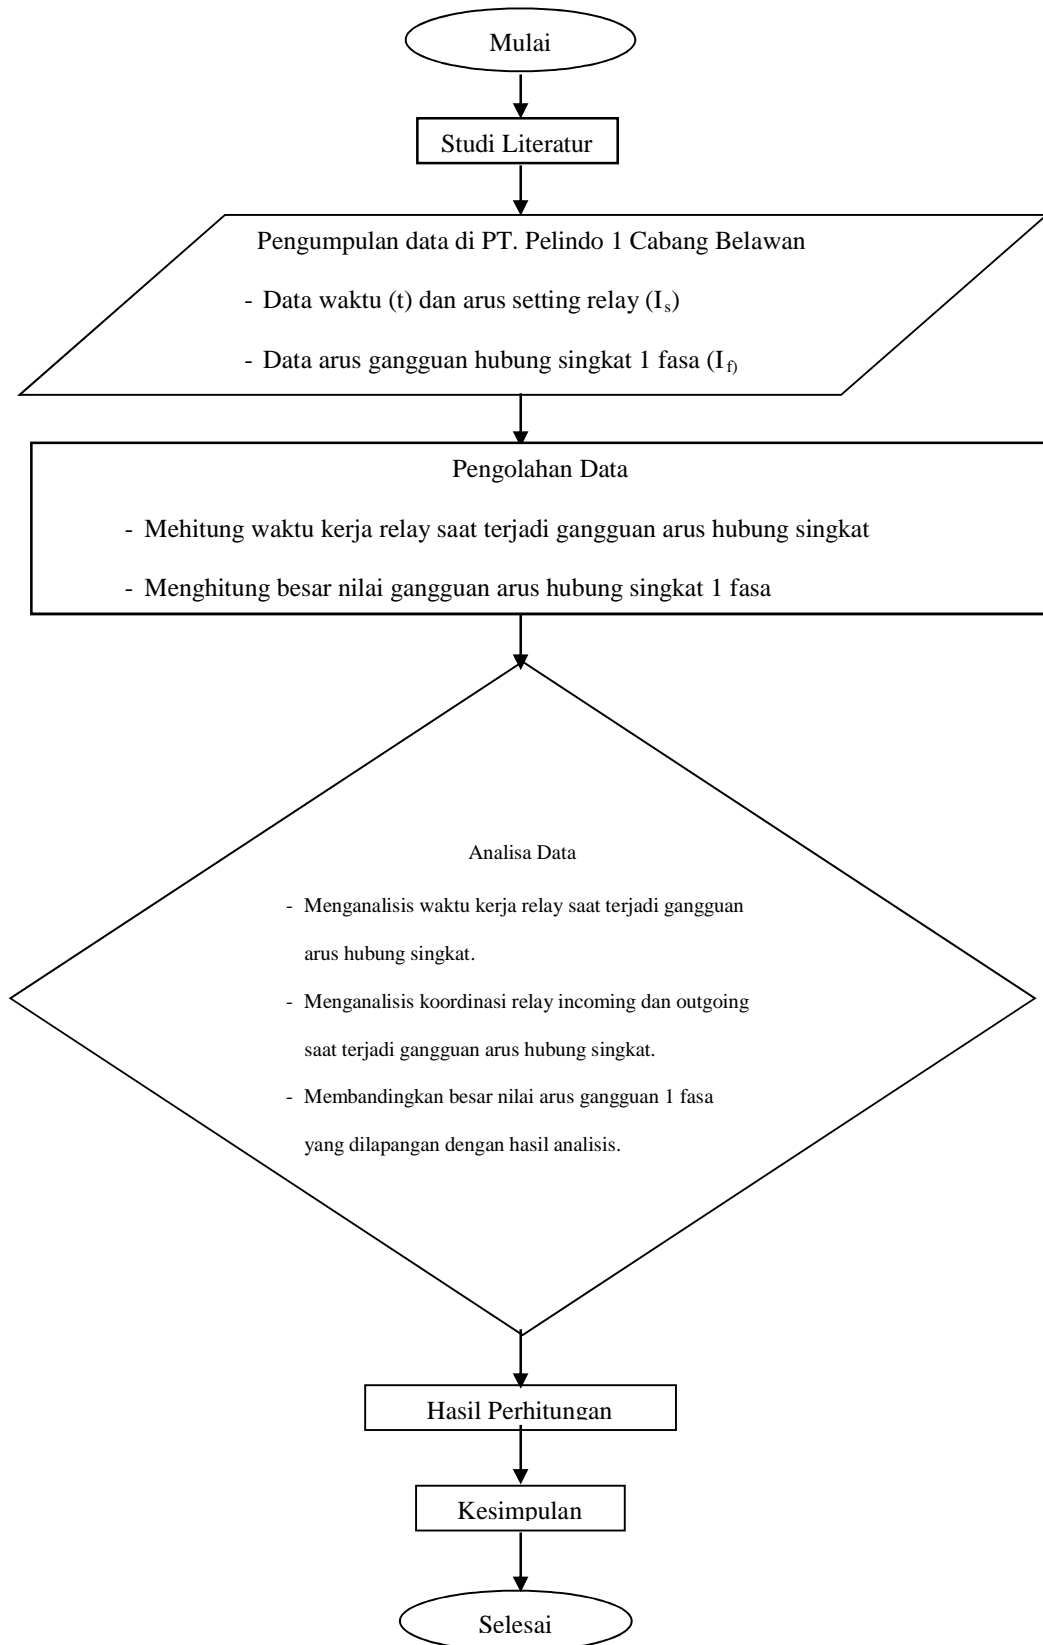 Mulai
Studi Literatur
Pengumpulan data di PT. Pelindo 1 Cabang Belawan
- Data waktu (t) dan arus setting relay (Is)
- Data arus gangguan hubung singkat 1 fasa (If)
Pengolahan Data
- Mehitung waktu kerja relay saat terjadi gangguan arus hubung singkat
- Menghitung besar nilai gangguan arus hubung singkat 1 fasa
Analisa Data
- Menganalisis waktu kerja relay saat terjadi gangguan
arus hubung singkat.
- Menganalisis koordinasi relay incoming dan outgoing
saat terjadi gangguan arus hubung singkat.
- Membandingkan besar nilai arus gangguan 1 fasa
yang dilapangan dengan hasil analisis.
Hasil Perhitungan
Kesimpulan
Selesai